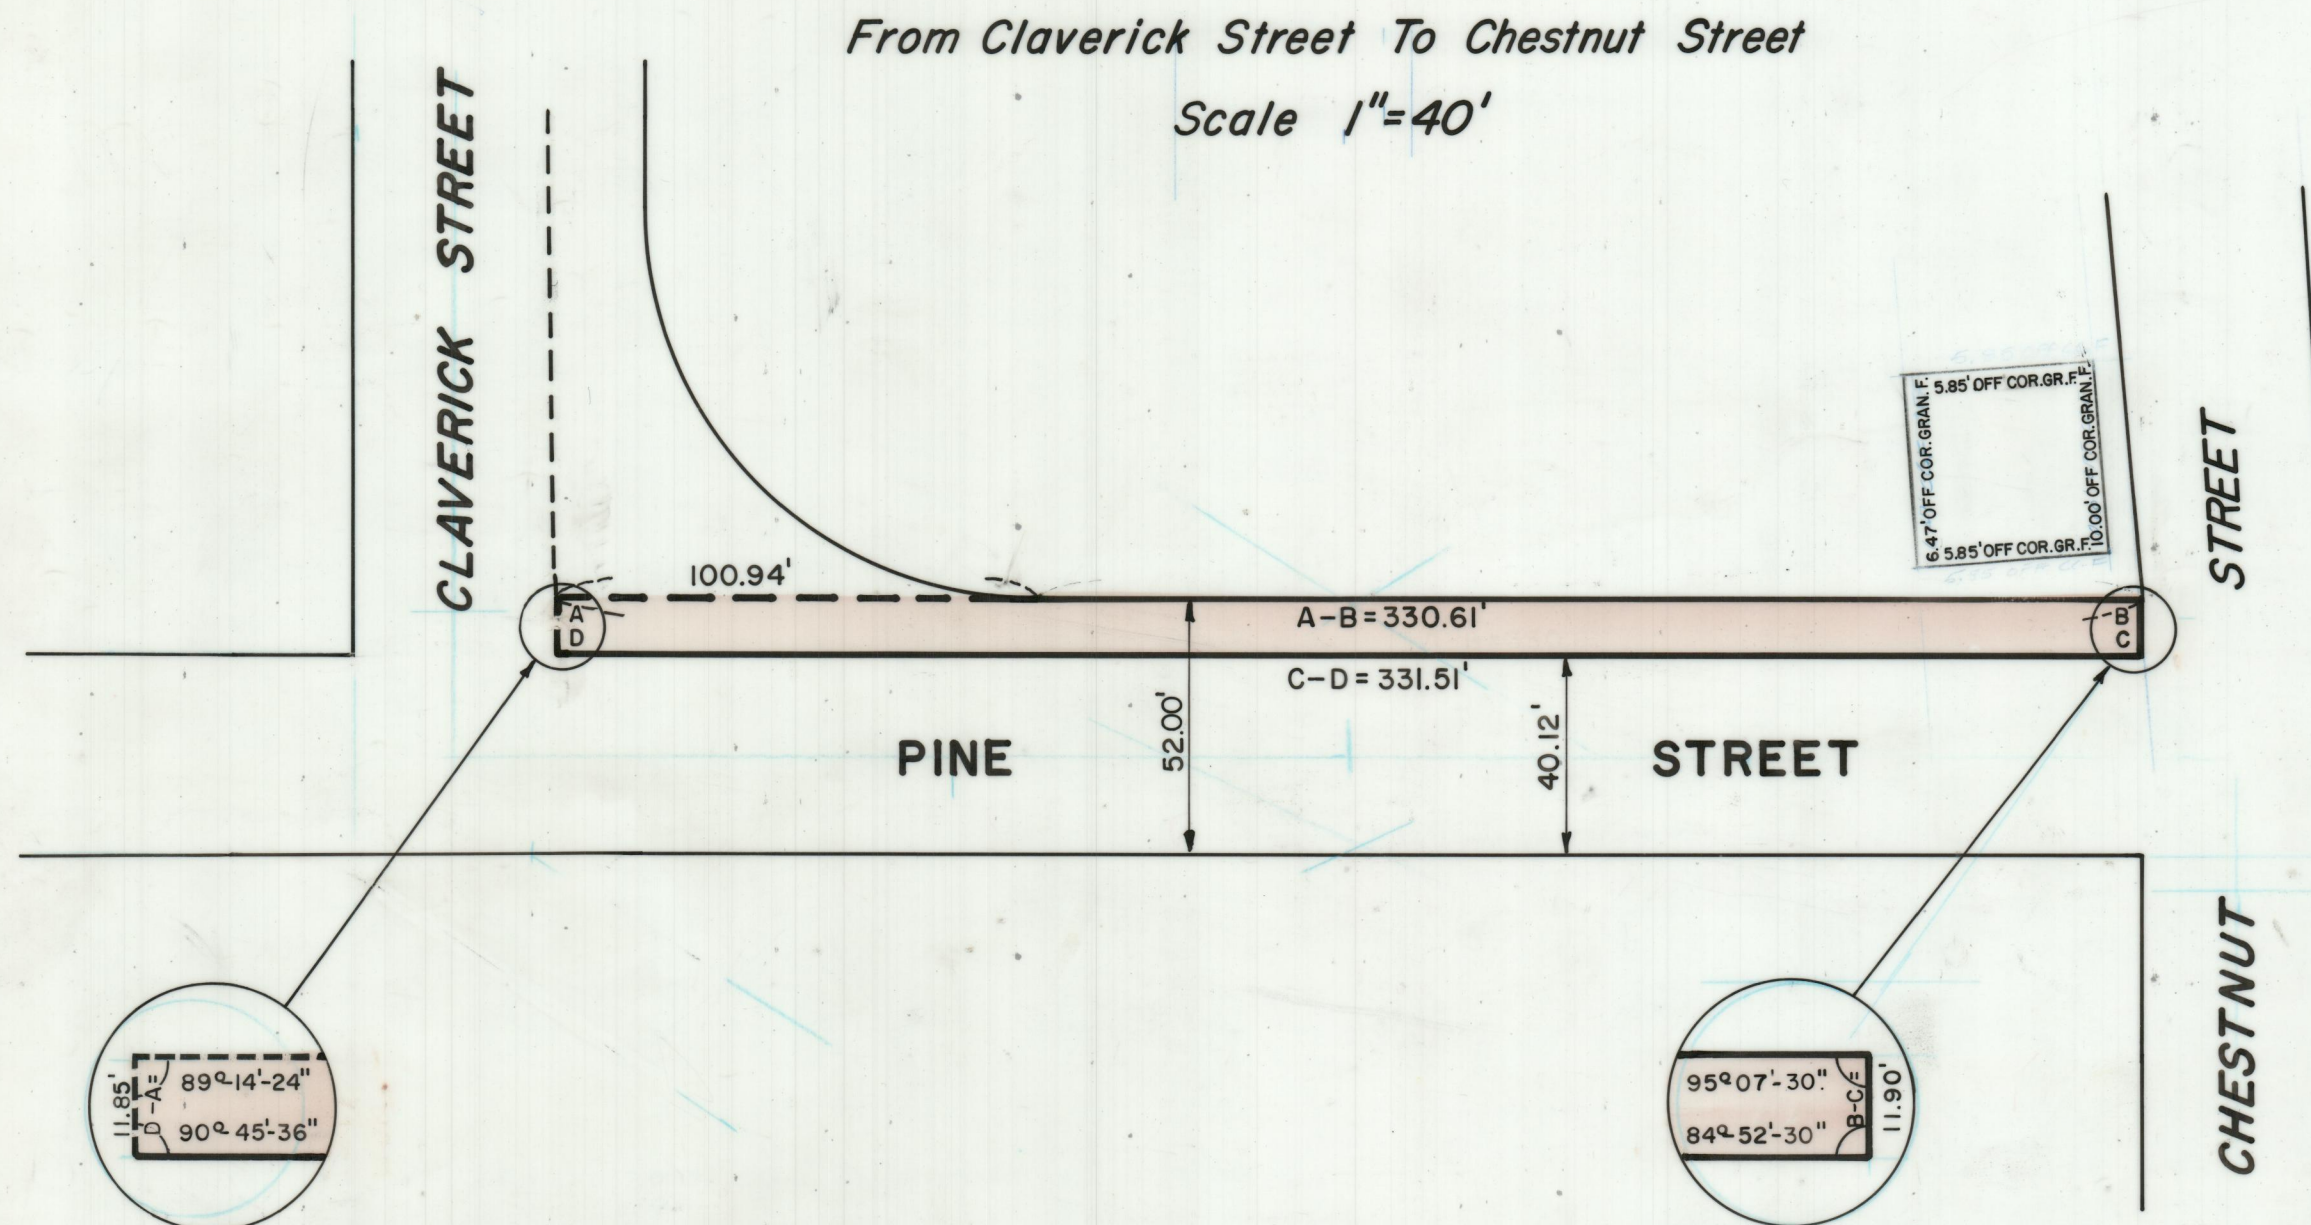 From Claverick Street To Chestnut Street
Scale 1"=40'
CLAVERICK STREET
5.85' OFF COR.GR.F.
6.47' OFF COR.GRAN.F.
10.00' OFF COR.GRAN.F.
5.85' OFF COR.GR.F.
STREET
100.94'
A
D
A-B=330.61'
B
C
C-D=331.51'
52.00'
40.12'
PINE STREET
CHESTNUT
11.85'
D-A=
89°-14'-24"
90°-45'-36"
95°07'-30"
84°-52'-30"
B-C=
11.90'